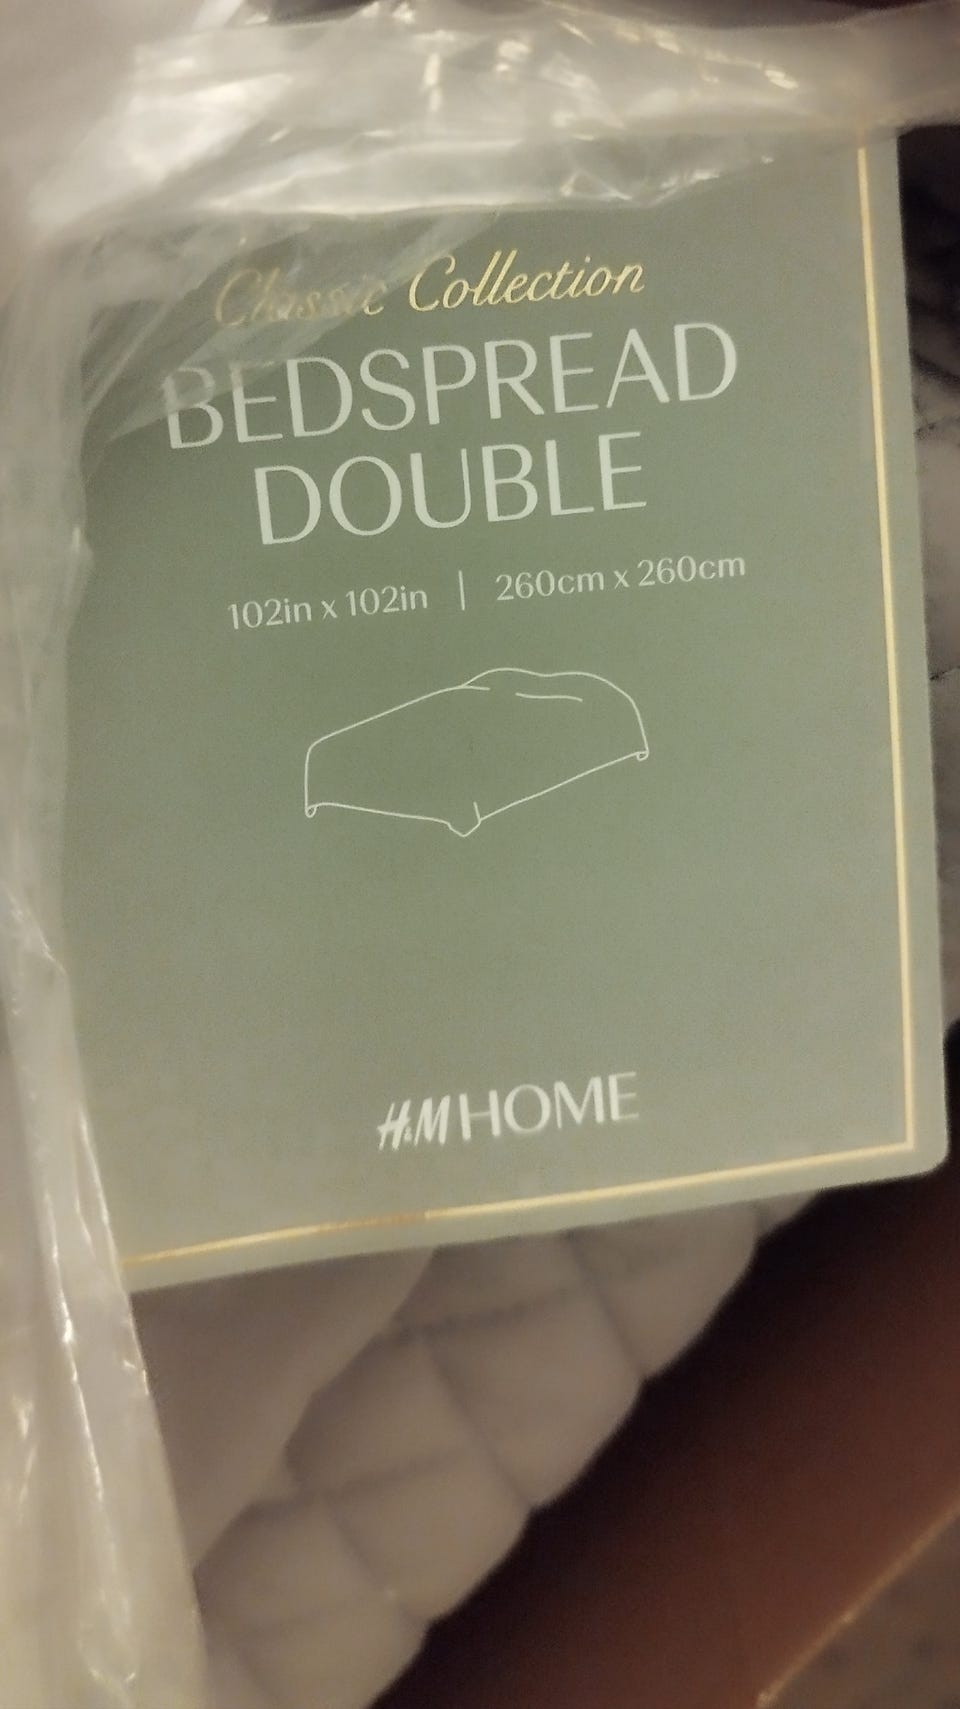 Classic Collection
BEDSPREAD
DOUBLE
102in x 102in | 260cm x 260cm
H&M HOME